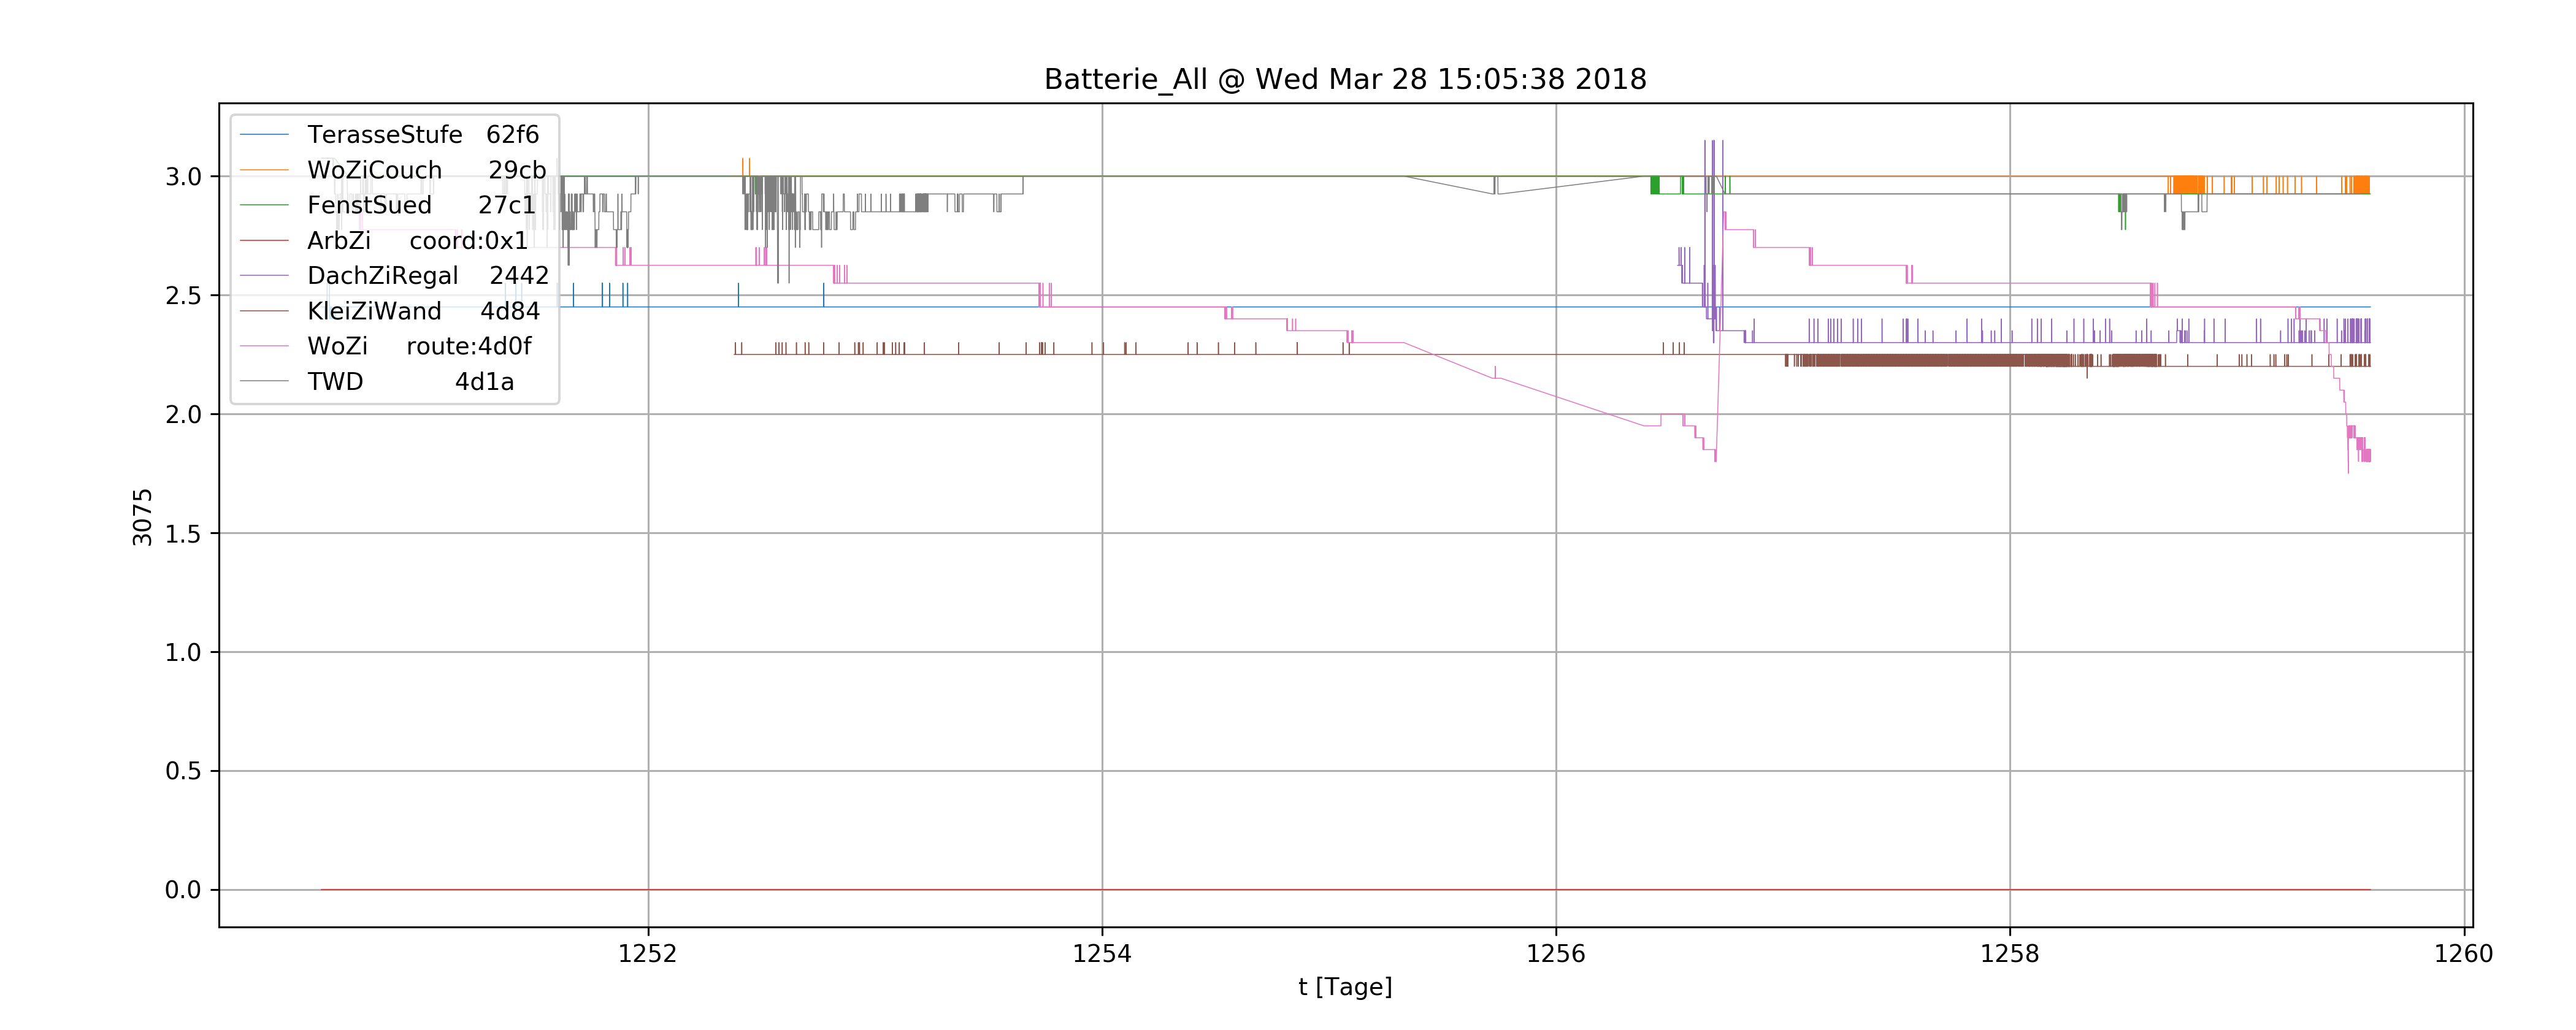 Batterie_All @ Wed Mar 28 15:05:38 2018
TerasseStufe 62f6
WoZiCouch 29cb
FenstSued 27c1
ArbZi coord:0x1
DachZiRegal 2442
KleiZiWand 4d84
WoZi route:4d0f
TWD 4d1a
3.0
2.5
2.0
1.5
1.0
0.5
0.0
3075
1252 1254 1256 1258 1260
t [Tage]